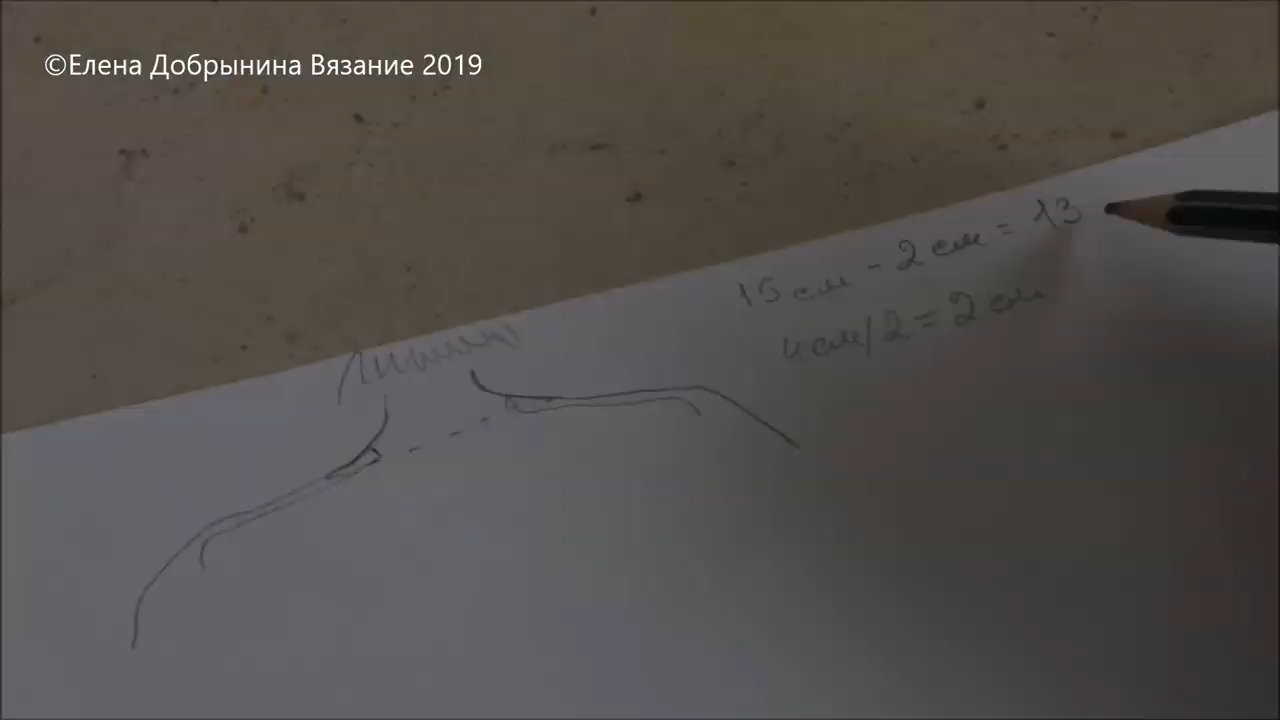 ©Елена Добрынина Вязание 2019
15 см - 2 см = 13
4 см/2 = 2 см